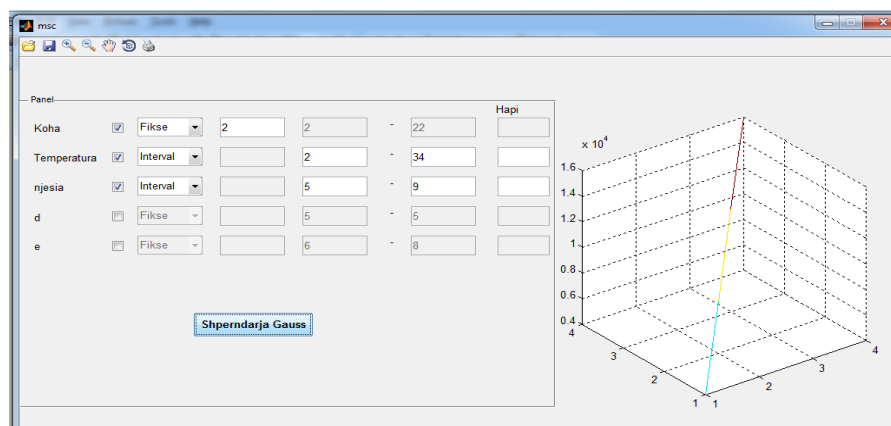 msc
Panel
Hapi
Koha Fikse 2 2 - 22
Temperatura Interval 2 - 34
njesia Interval 5 - 9
d Fikse 5 - 5
e Fikse 6 - 8
Shperndarja Gauss
x 10^4
1.6
1.4
1.2
1
0.8
0.6
0.4
4
3
2
1
1
2
3
4